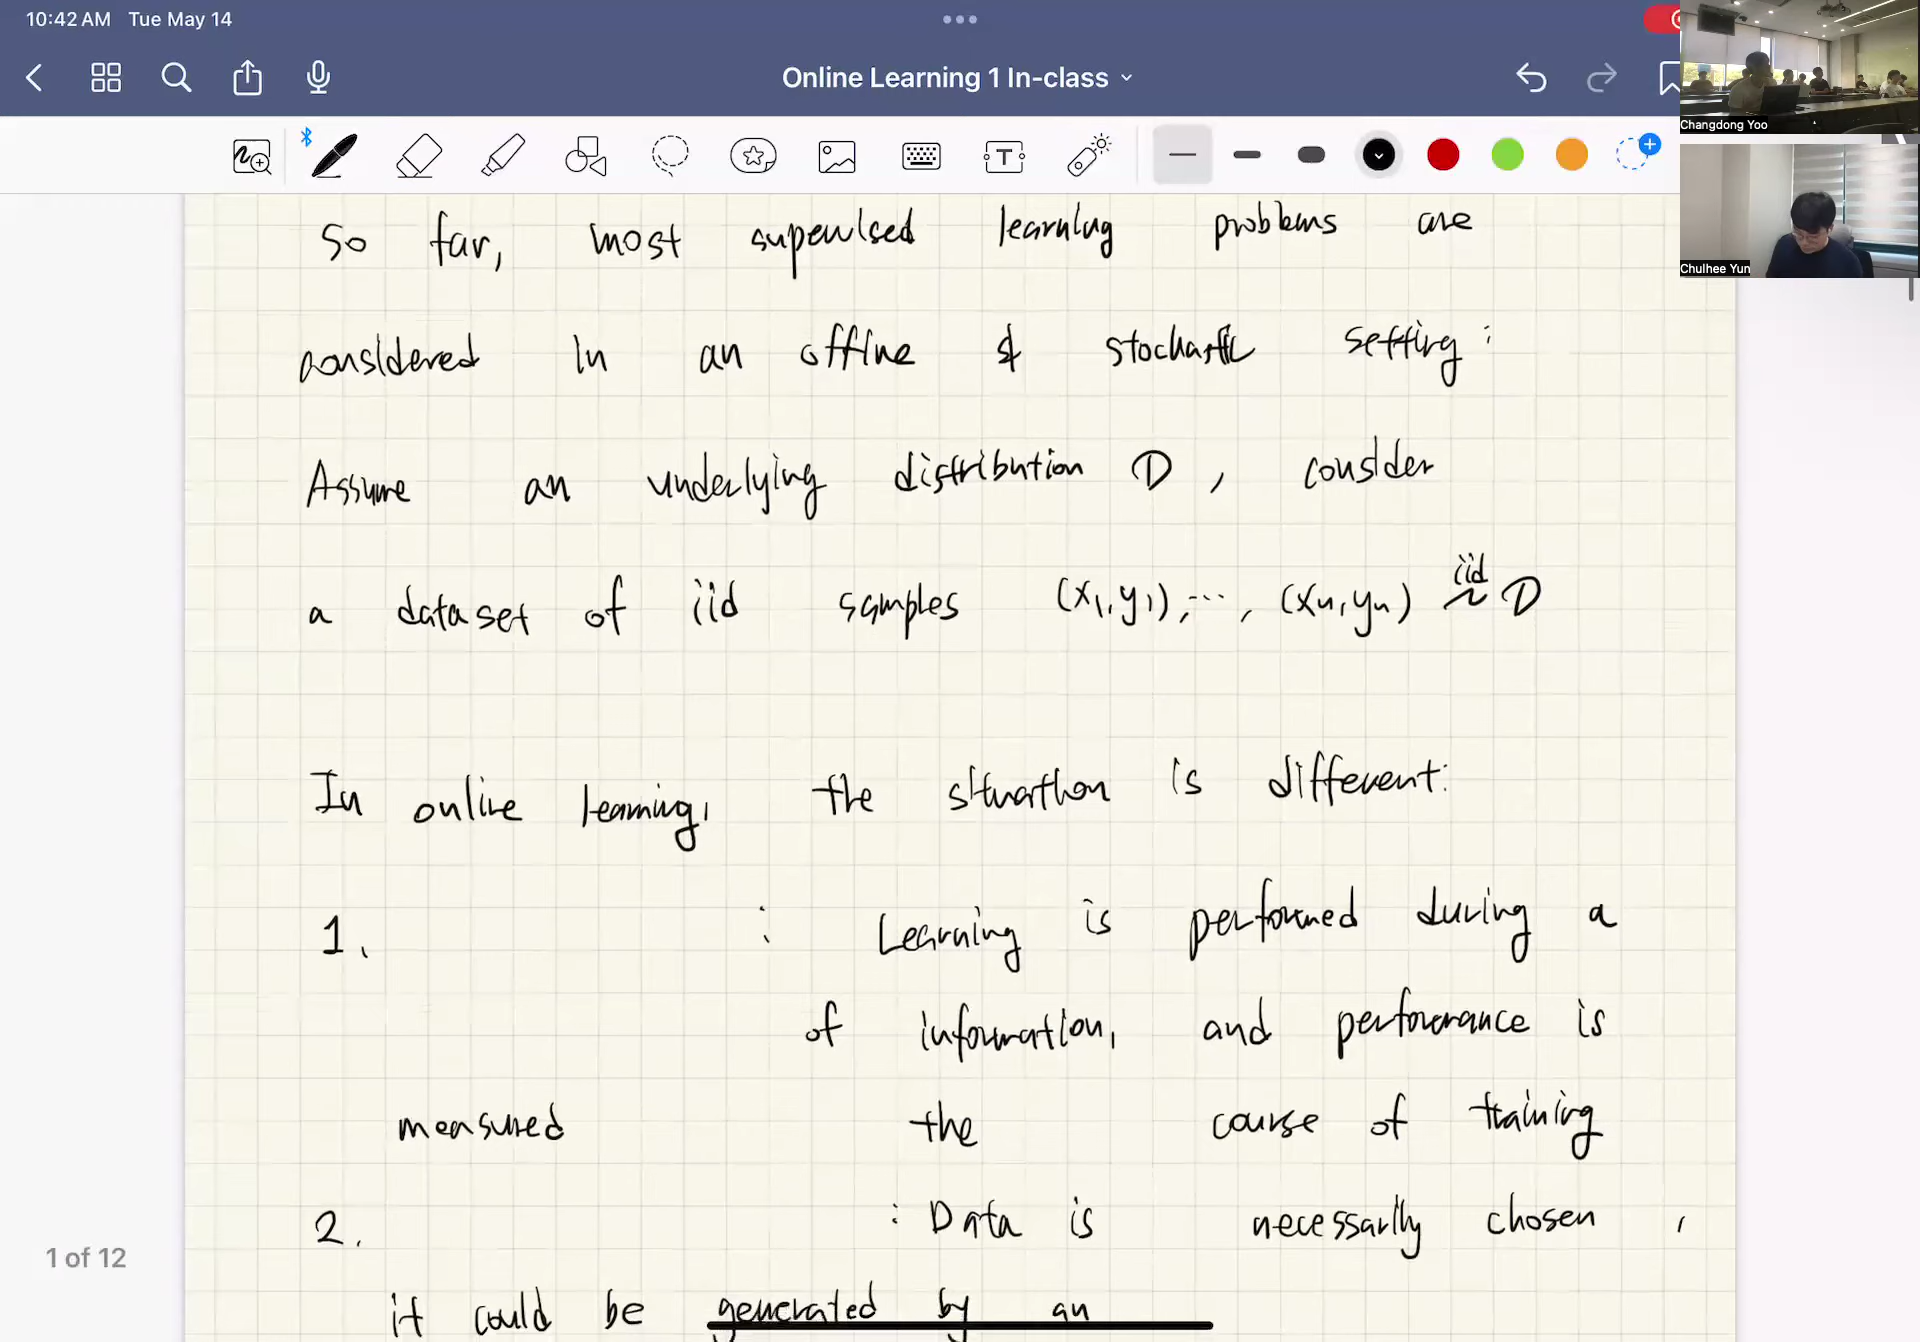 10:42 AM Tue May 14
Online Learning 1 In-class
Changdong Yoo
Chulhee Yun
So far, most supervised learning problems are
considered in an offline & stochastic setting:
Assume an underlying distribution D, consider
a dataset of iid samples (x₁,y₁), ⋯, (xₙ,yₙ) iid ~ D
In online learning, the situation is different:
1. : Learning is performed during a
of information, and performance is
measured the course of training
2. : Data is necessarily chosen ,
it could be generated by an
1 of 12